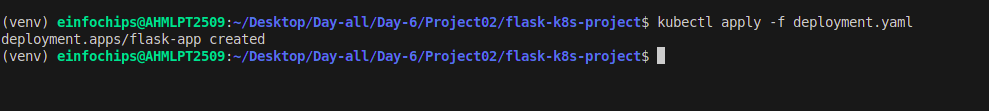 (venv) einfochips@AHMLPT2509:~/Desktop/Day-all/Day-6/Project02/flask-k8s-project$ kubectl apply -f deployment.yaml
deployment.apps/flask-app created
(venv) einfochips@AHMLPT2509:~/Desktop/Day-all/Day-6/Project02/flask-k8s-project$